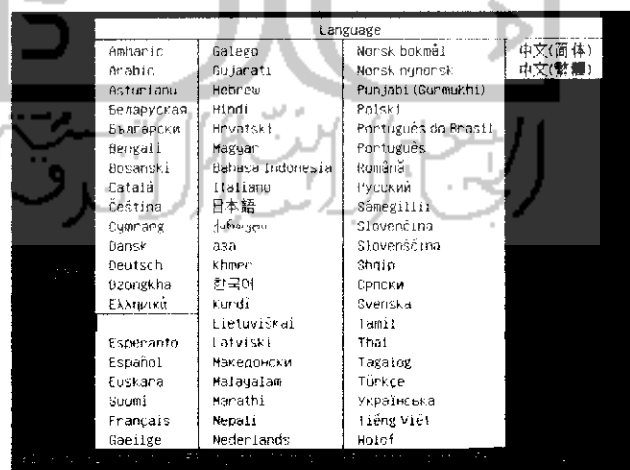 Language
Amharic
Arabic
Asturianu
Беларуская
Български
Bengali
Bosanski
Català
Čeština
Cymraeg
Dansk
Deutsch
Dzongkha
Ελληνικά
Esperanto
Español
Euskara
Suomi
Français
Gaeilge
Galego
Gujarati
Hebrew
Hindi
Hrvatski
Magyar
Bahasa Indonesia
Italiano
日本語
ქართული
Khmer
한국어
Kurdî
Lietuviškai
Latviski
Македонски
Malayalam
Marathi
Nepali
Nederlands
Norsk bokmål
Norsk nynorsk
Punjabi (Gurmukhi)
Polski
Português do Brasil
Português
Română
Русский
Sámegillii
Slovenčina
Slovenščina
Shqip
Српски
Svenska
Tamil
Thai
Tagalog
Türkçe
Українська
Tiếng Việt
Wolof
中文(简体)
中文(繁體)